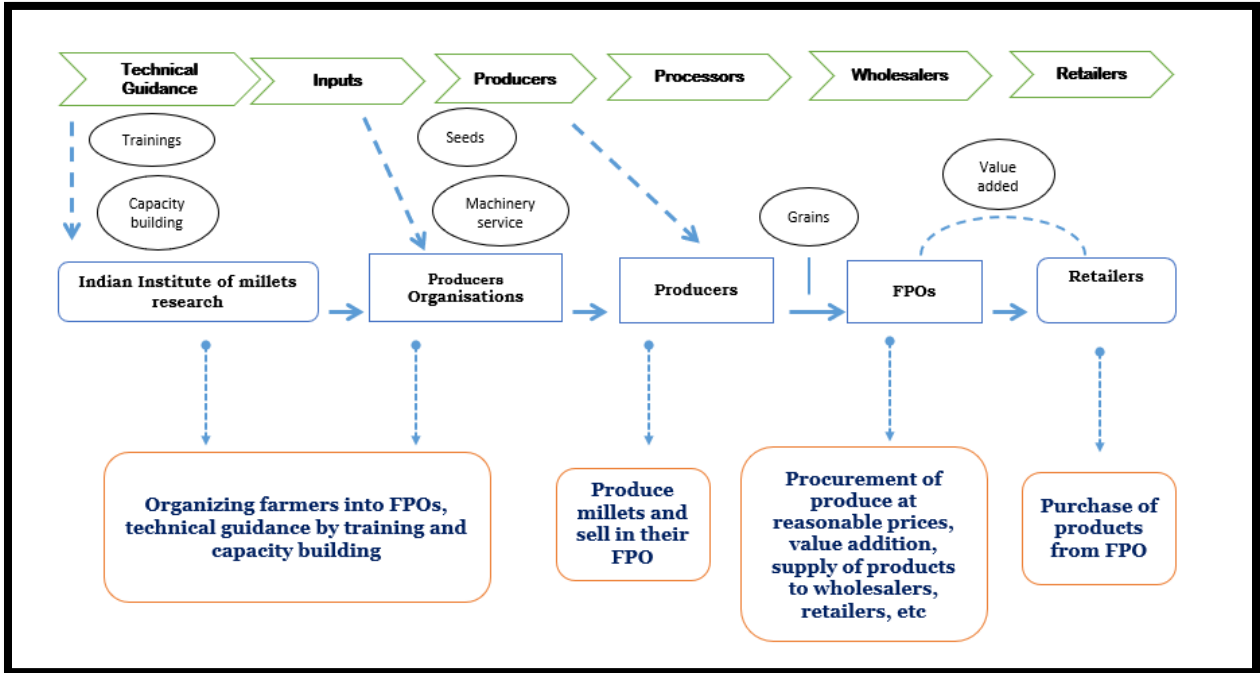 Technical
Guidance
Inputs
Producers
Processors
Wholesalers
Retailers
Trainings
Capacity
building
Seeds
Machinery
service
Grains
Value
added
Indian Institute of millets
research
Producers
Organisations
Producers
FPOs
Retailers
Organizing farmers into FPOs,
technical guidance by training and
capacity building
Produce
millets and
sell in their
FPO
Procurement of
produce at
reasonable prices,
value addition,
supply of products
to wholesalers,
retailers, etc
Purchase of
products
from FPO